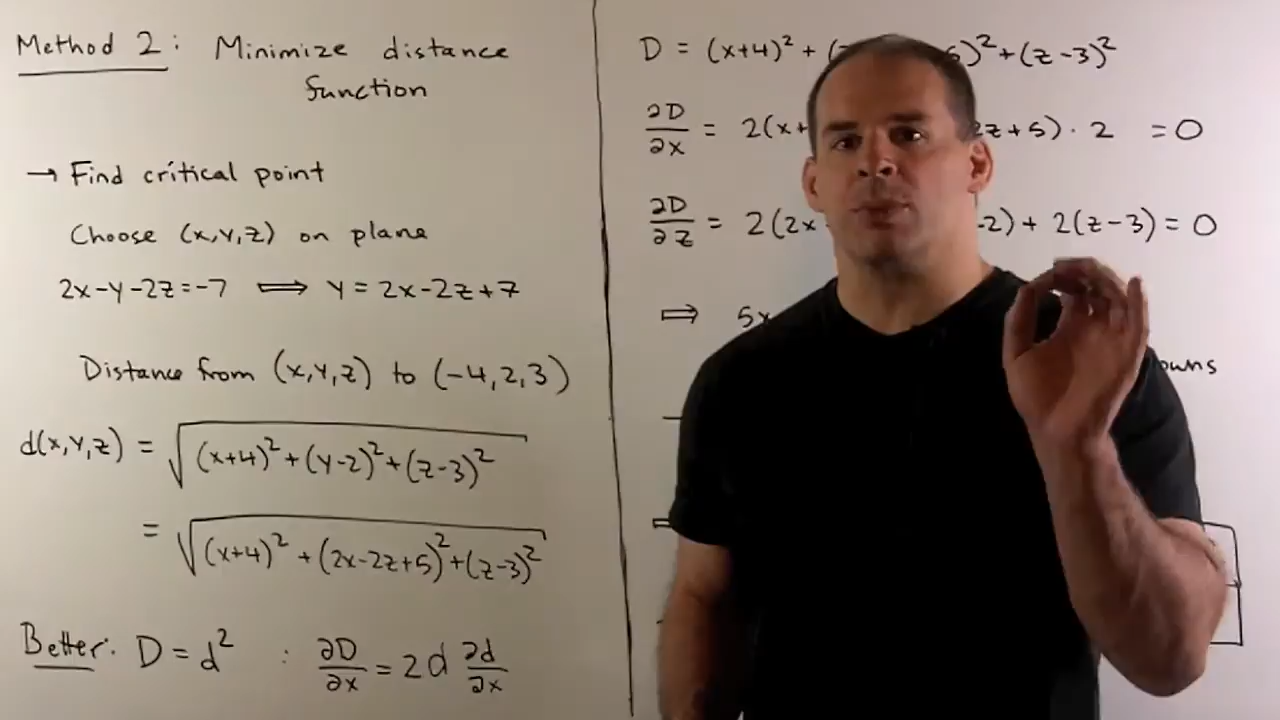 Method 2: Minimize distance
function
→ Find critical point
Choose (x,y,z) on plane
2x-y-2z=-7 ⟹ y=2x-2z+7
Distance from (x,y,z) to (-4,2,3)
d(x,y,z) = √((x+4)²+(y-2)²+(z-3)²)
= √((x+4)²+(2x-2z+5)²+(z-3)²)
Better: D=d² : ∂D/∂x = 2d ∂d/∂x
D = (x+4)²+( )²+(z-3)²
∂D/∂x = 2(x+ 2z+5)·2 =0
∂D/∂z = 2(2x -2)+2(z-3)=0
⟹ 5x